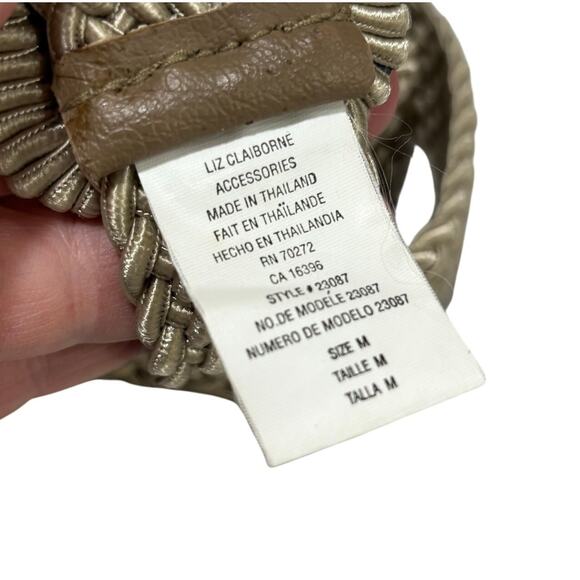 LIZ CLAIBORNE
ACCESSORIES
MADE IN THAILAND
FAIT EN THAÏLANDE
HECHO EN THAILANDIA
RN 70272
CA 16396
STYLE # 23087
NO.DE MODÉLE 23087
NUMERO DE MODELO 23087
SIZE M
TAILLE M
TALLA M